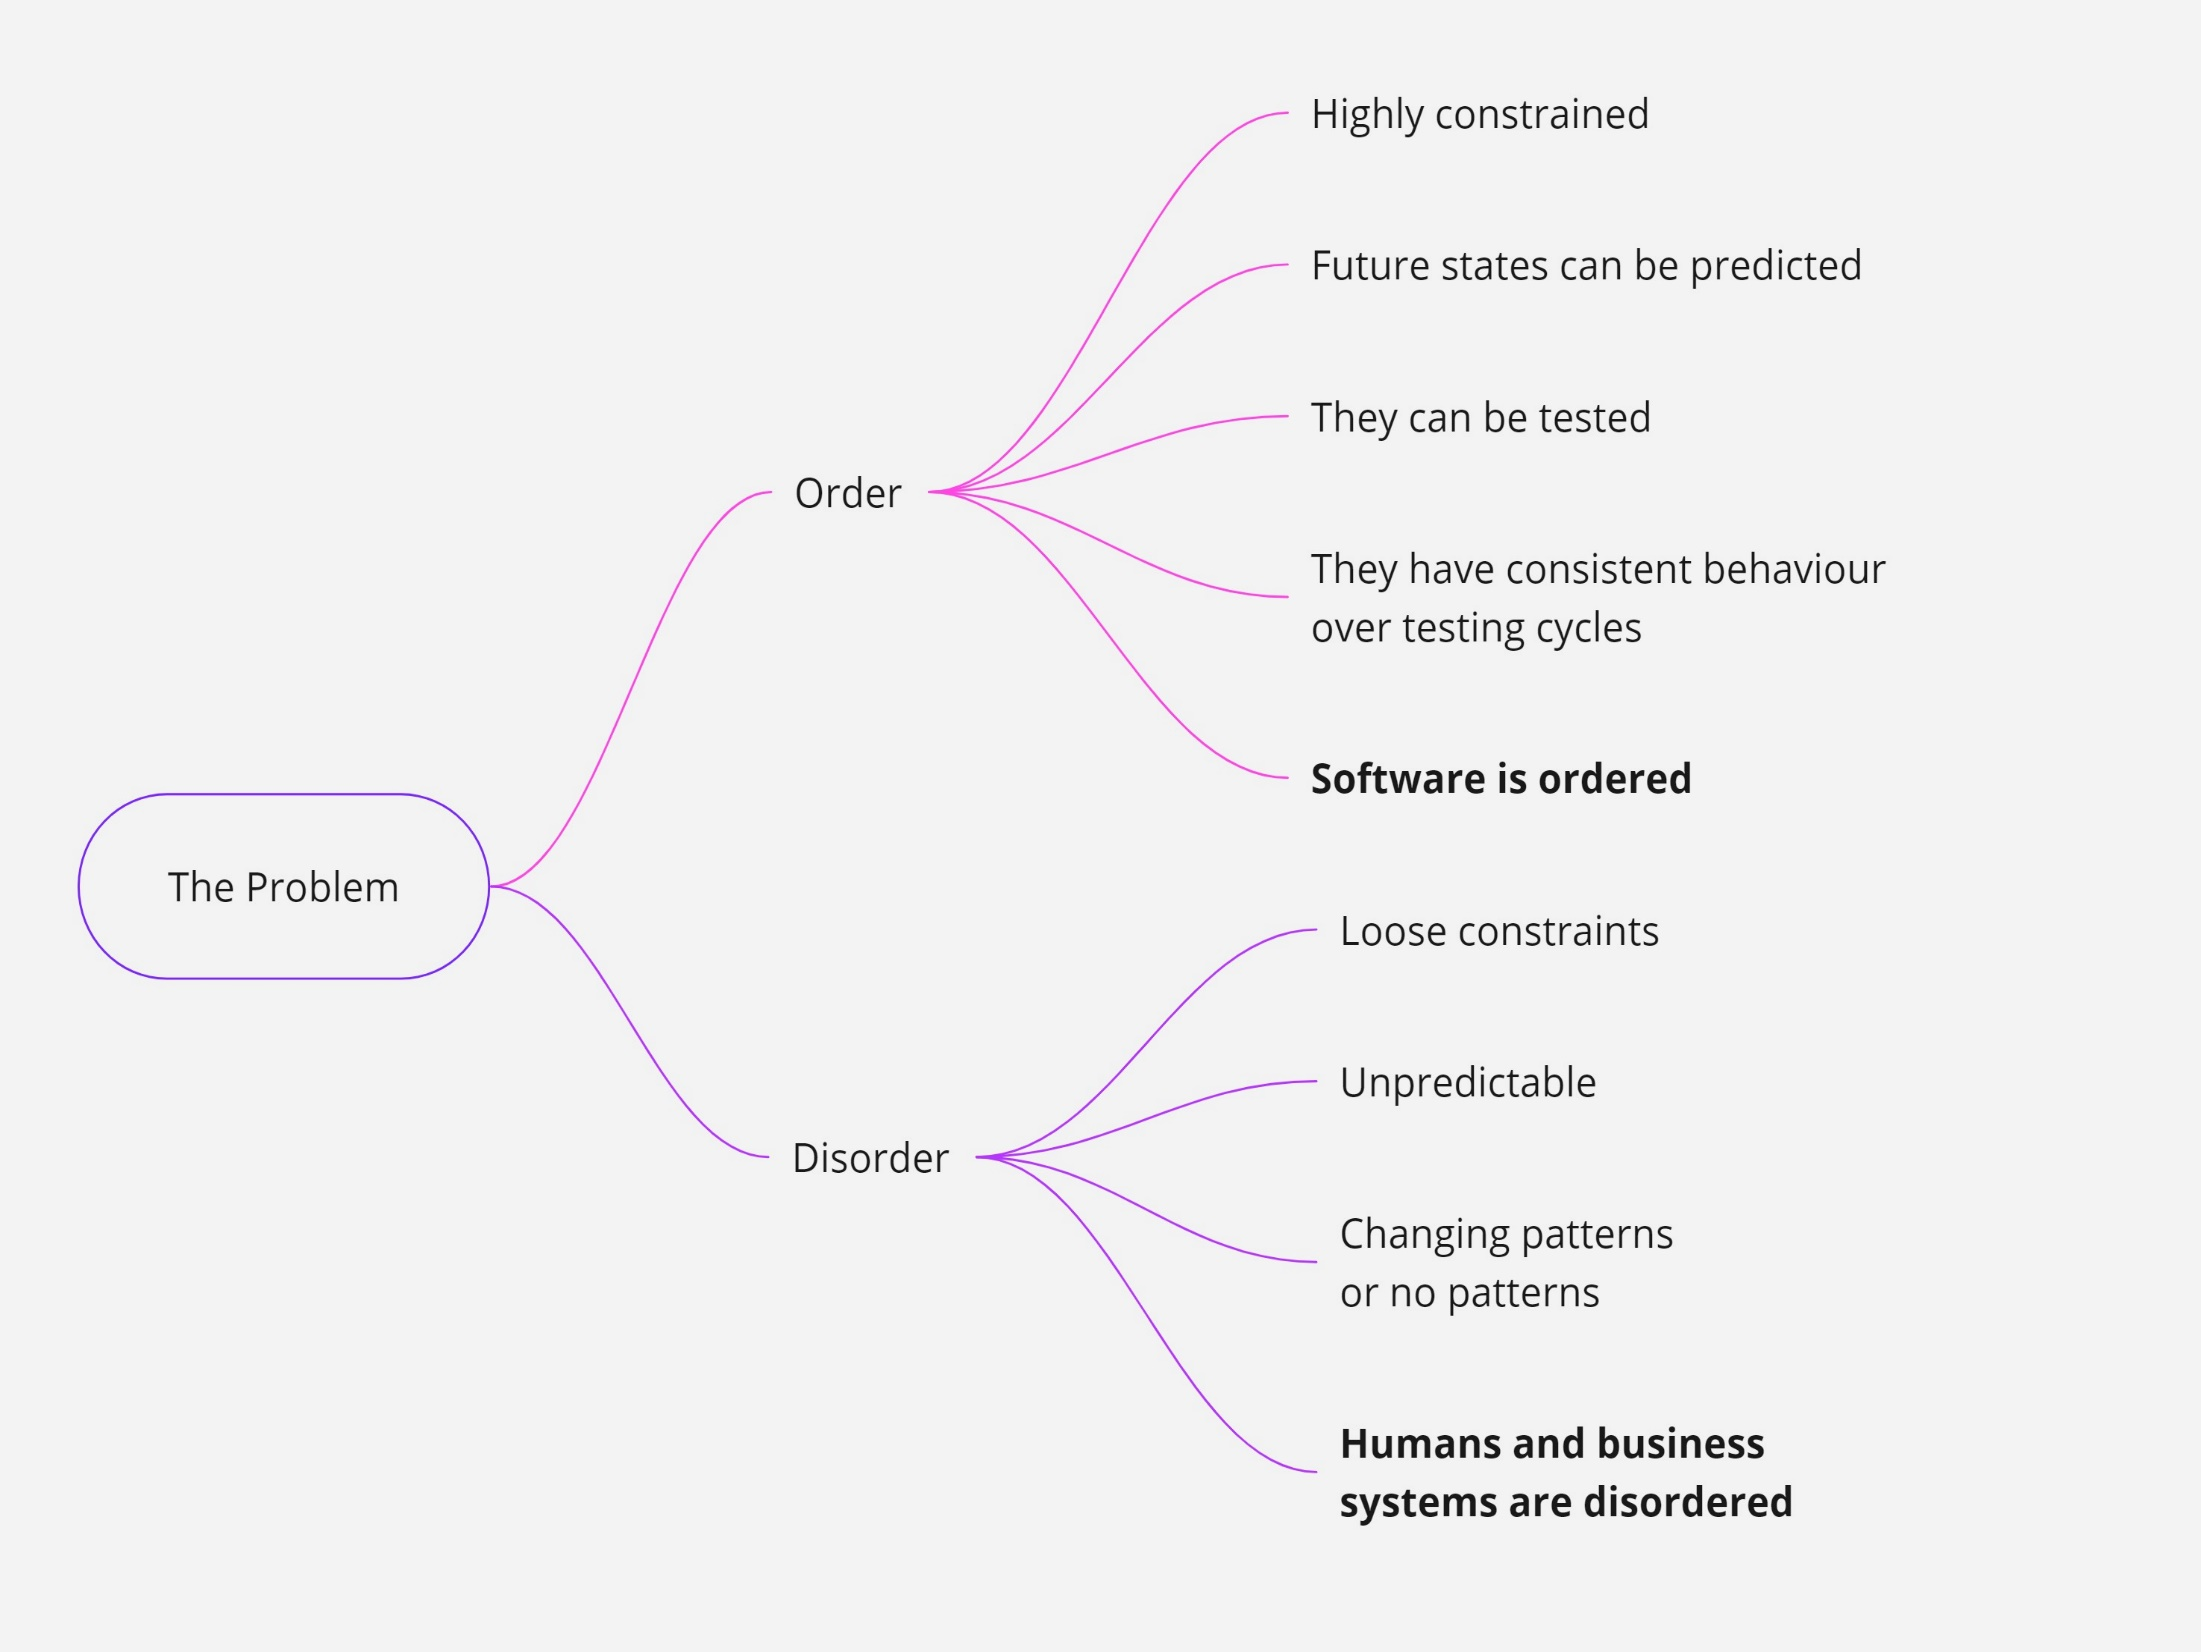 The Problem
Order
Highly constrained
Future states can be predicted
They can be tested
They have consistent behaviour
over testing cycles
Software is ordered
Disorder
Loose constraints
Unpredictable
Changing patterns
or no patterns
Humans and business
systems are disordered